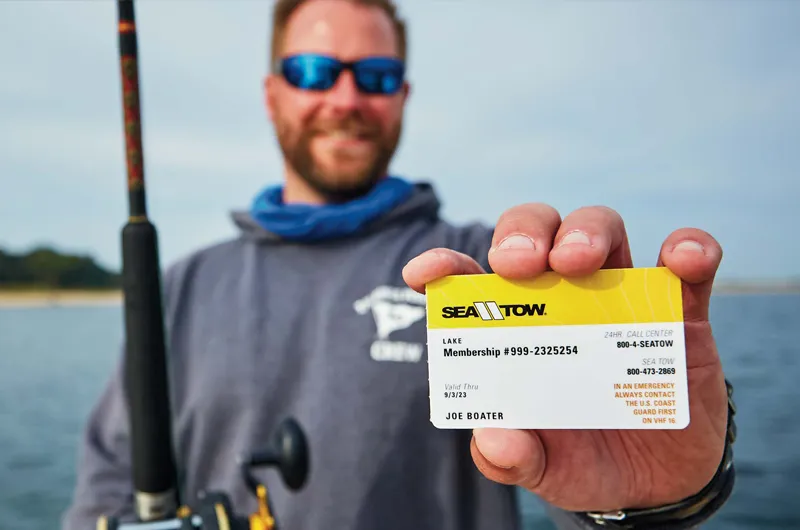 SEA TOW
LAKE
Membership #999-2325254
Valid Thru
9/3/23
JOE BOATER
24HR. CALL CENTER
800-4-SEATOW
SEA TOW
800-473-2869
IN AN EMERGENCY
ALWAYS CONTACT
THE U.S. COAST
GUARD FIRST
ON VHF 16
CREW